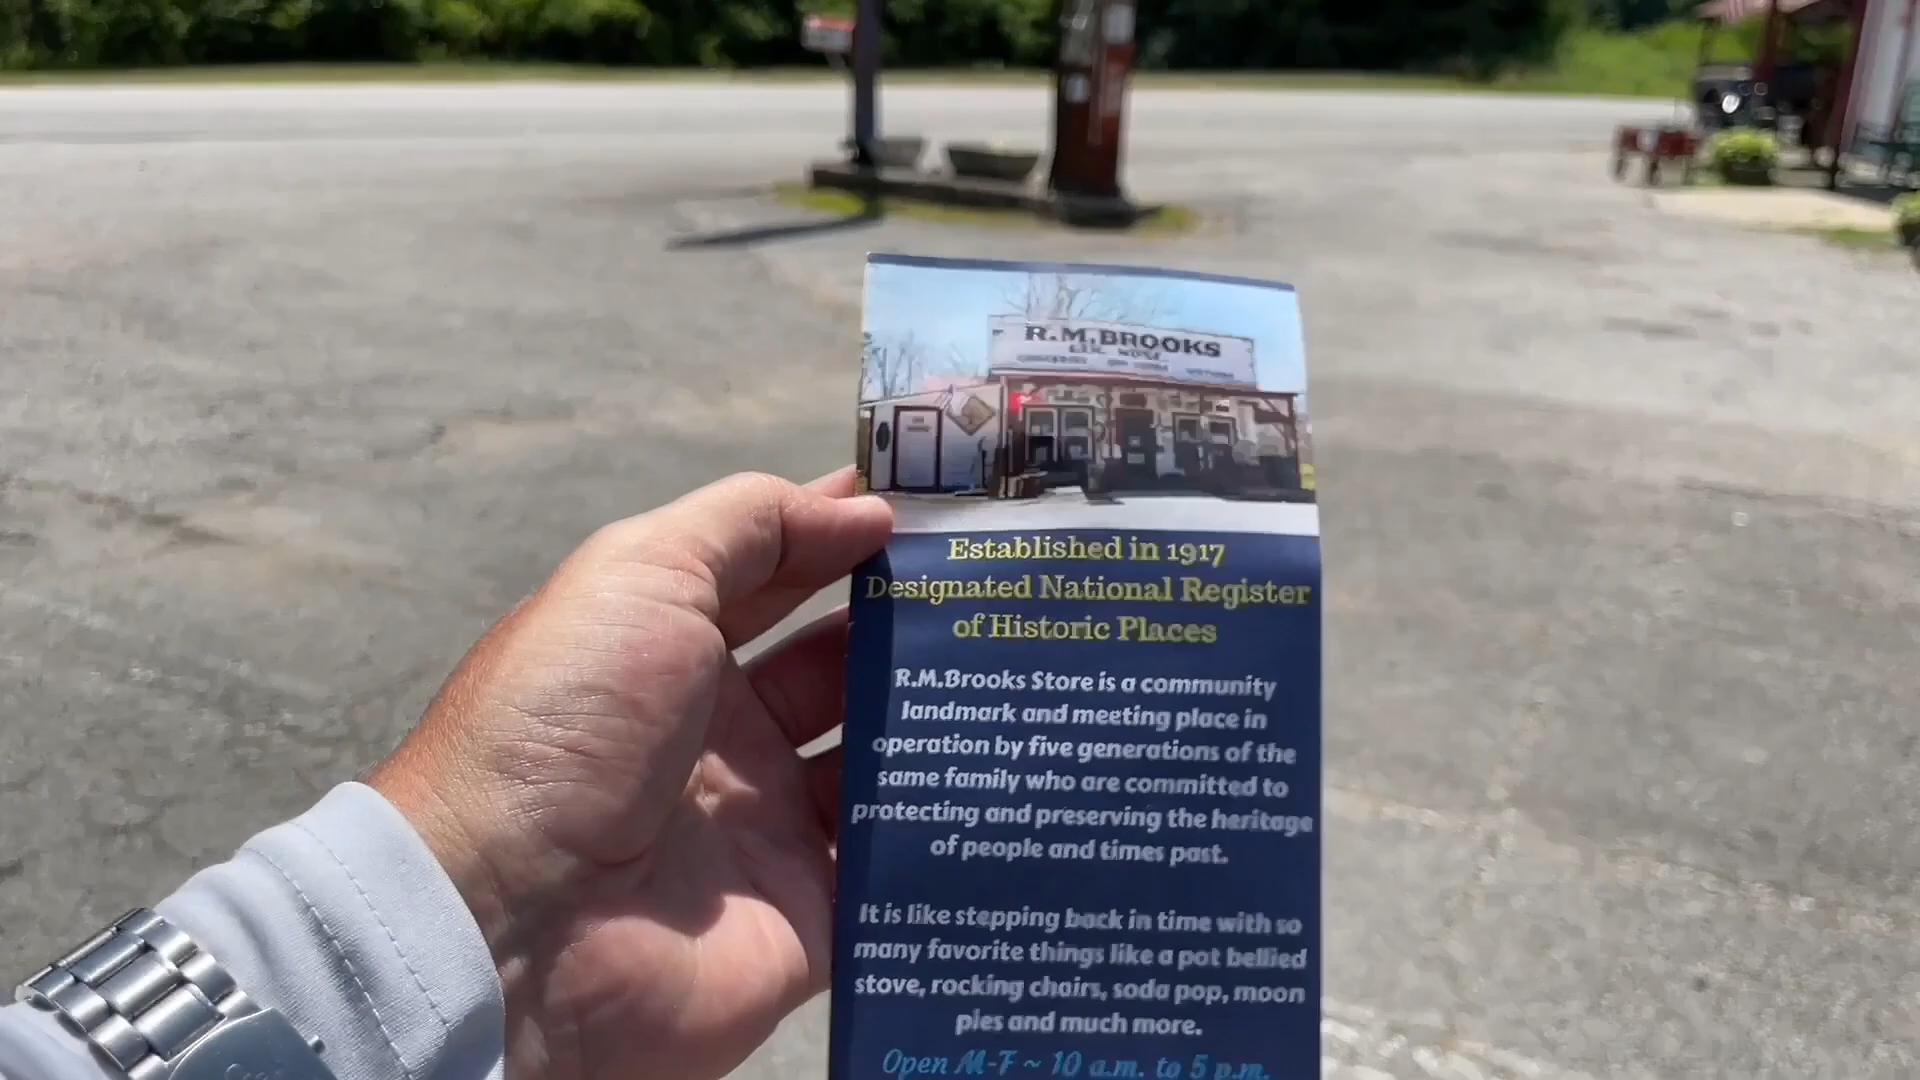 R.M.BROOKS
Established in 1917
Designated National Register
of Historic Places
R.M.Brooks Store is a community
landmark and meeting place in
operation by five generations of the
same family who are committed to
protecting and preserving the heritage
of people and times past.
It is like stepping back in time with so
many favorite things like a pot bellied
stove, rocking chairs, soda pop, moon
pies and much more.
Open M-F ~ 10 a.m. to 5 p.m.